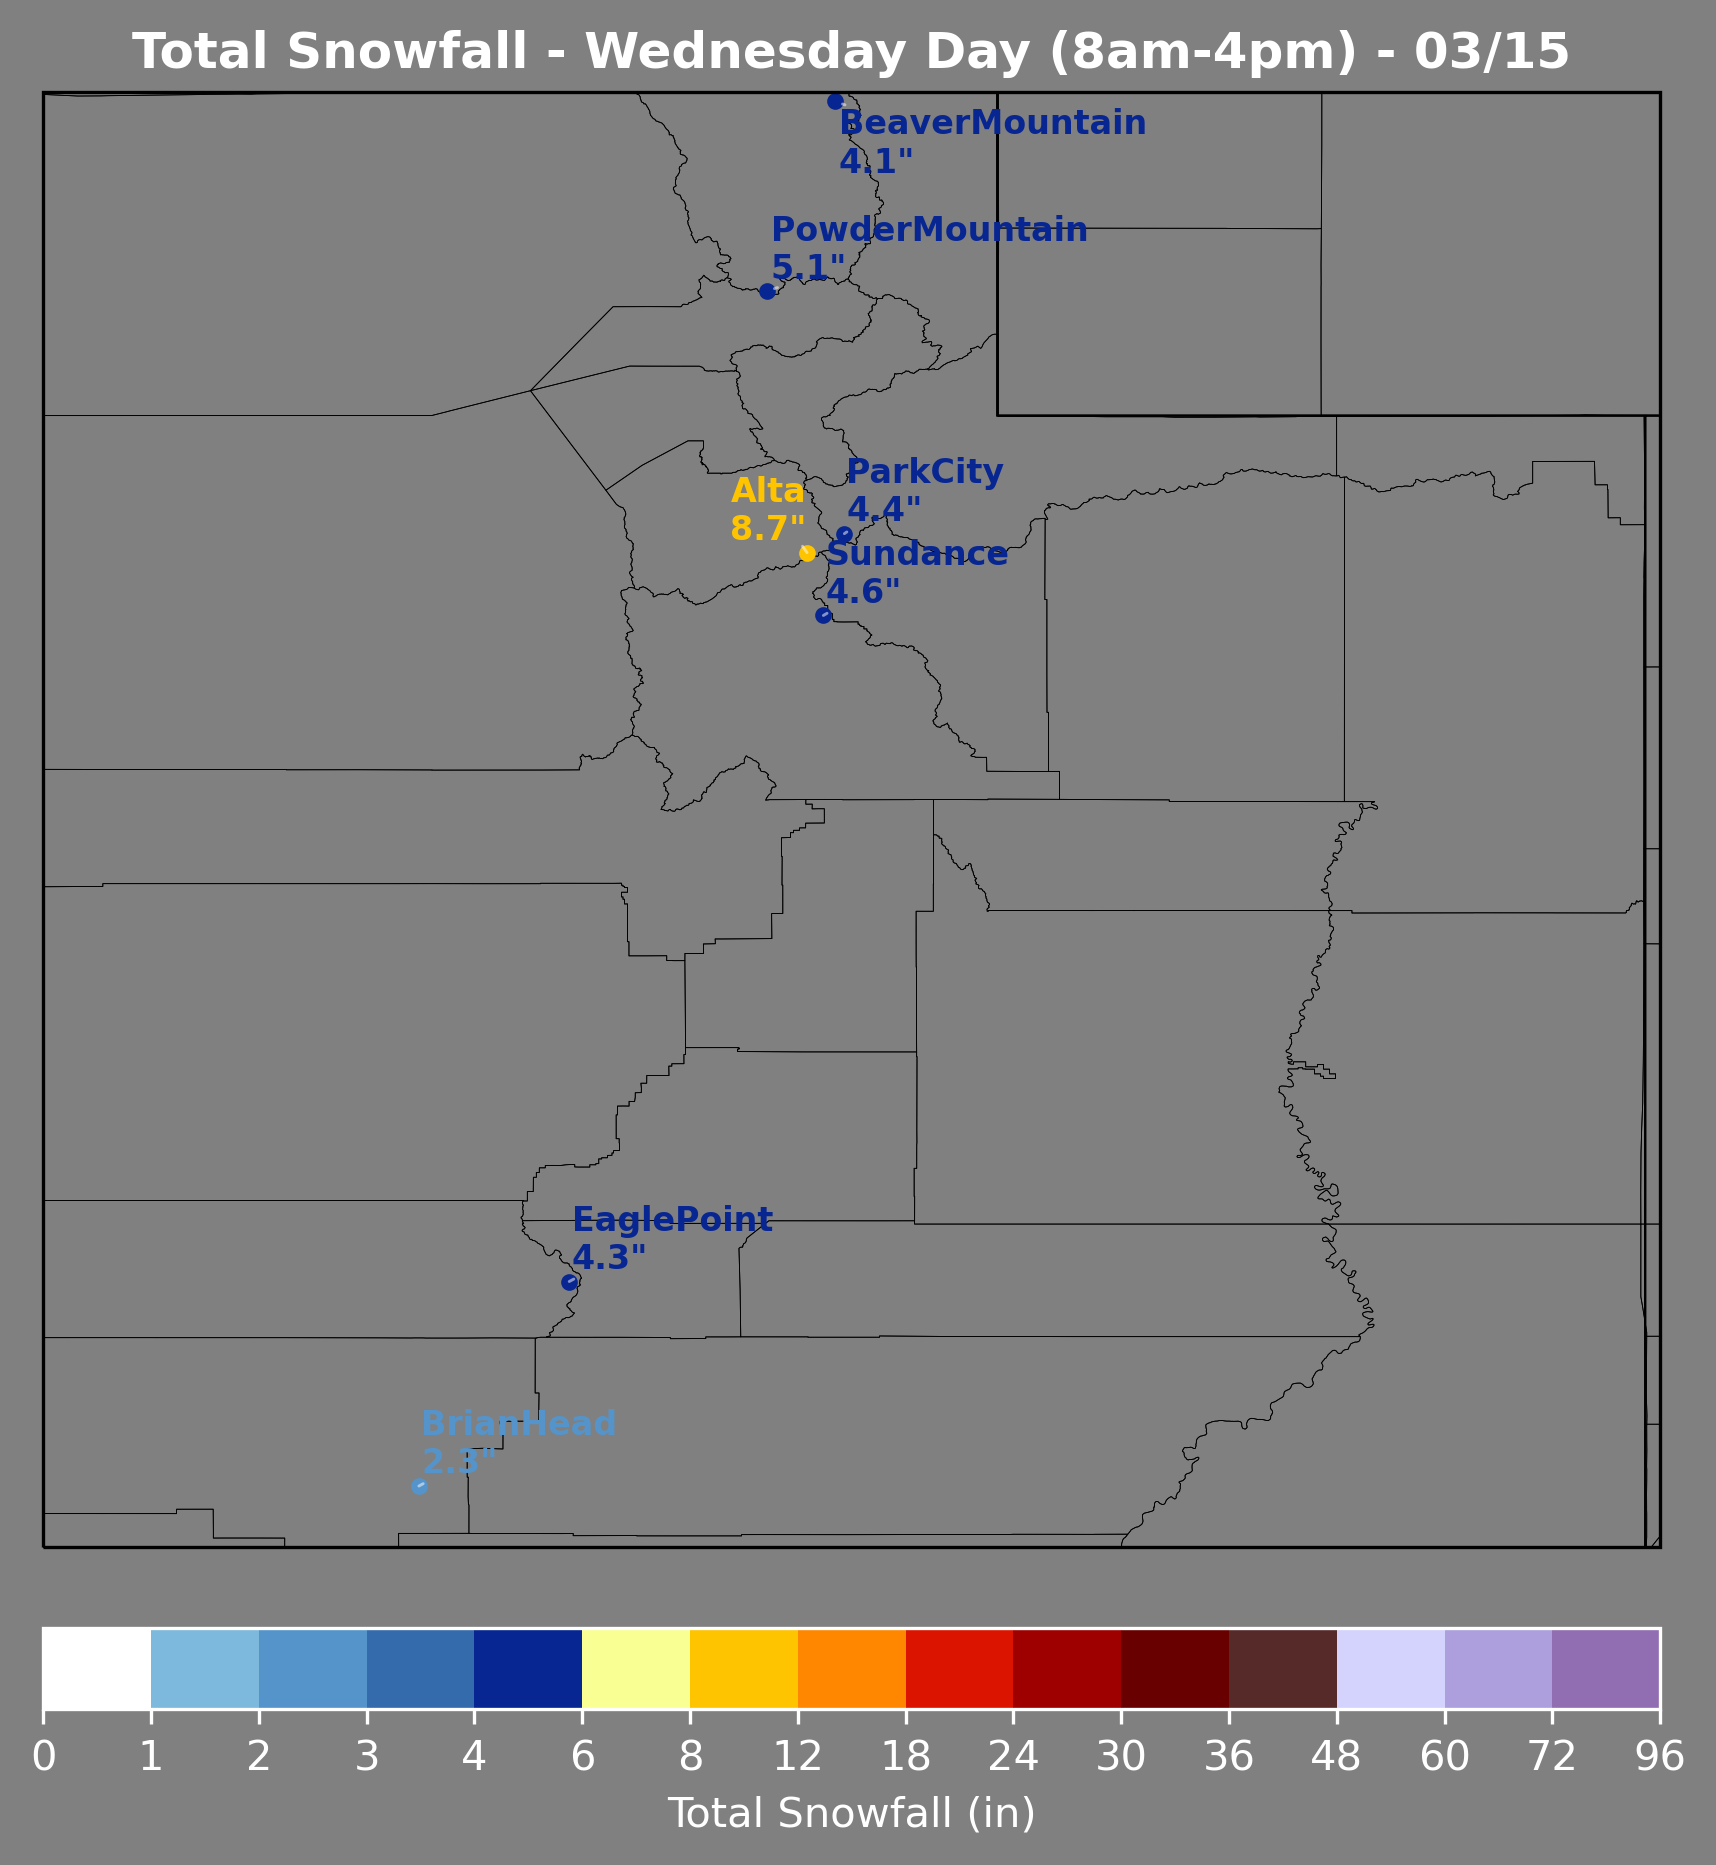 Total Snowfall - Wednesday Day (8am-4pm) - 03/15
BeaverMountain
4.1"
PowderMountain
5.1"
ParkCity
4.4"
Alta
8.7"
Sundance
4.6"
EaglePoint
4.3"
BrianHead
2.3"
0 1 2 3 4 6 8 12 18 24 30 36 48 60 72 96
Total Snowfall (in)